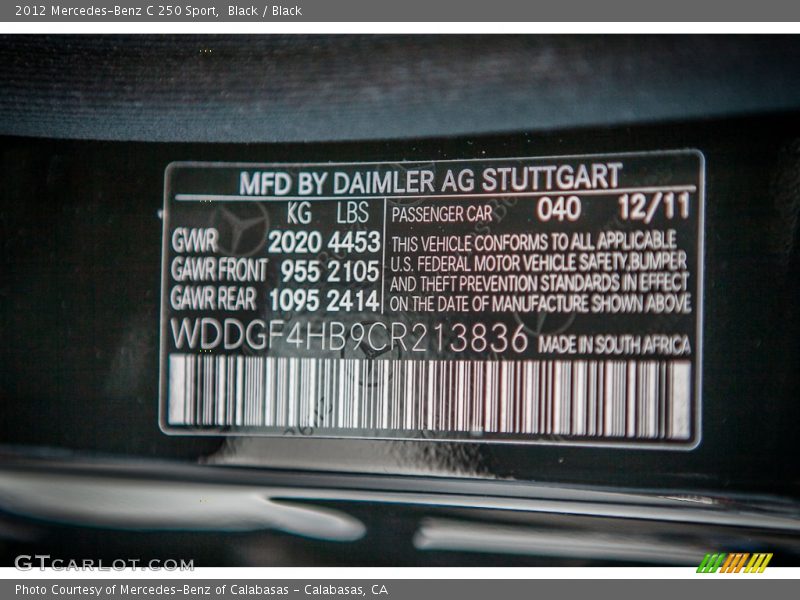 2012 Mercedes-Benz C 250 Sport, Black / Black
MFD BY DAIMLER AG STUTTGART
KG LBS
GWR 2020 4453
GAWR FRONT 955 2105
GAWR REAR 1095 2414
PASSENGER CAR 040 12/11
THIS VEHICLE CONFORMS TO ALL APPLICABLE
U.S. FEDERAL MOTOR VEHICLE SAFETY,BUMPER
AND THEFT PREVENTION STANDARDS IN EFFECT
ON THE DATE OF MANUFACTURE SHOWN ABOVE
WDDGF4HB9CR213836 MADE IN SOUTH AFRICA
GTCARLOT.COM
Photo Courtesy of Mercedes-Benz of Calabasas - Calabasas, CA